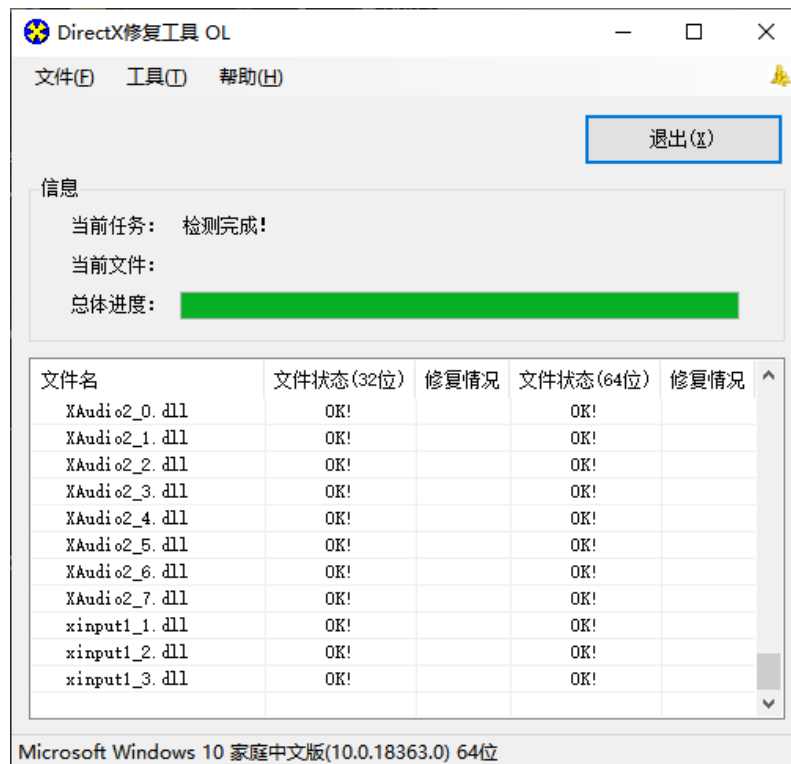 DirectX修复工具 OL
文件(F) 工具(T) 帮助(H)
退出(X)
信息
当前任务： 检测完成!
当前文件：
总体进度：
文件名 文件状态(32位) 修复情况 文件状态(64位) 修复情况
XAudio2_0.dll OK! OK!
XAudio2_1.dll OK! OK!
XAudio2_2.dll OK! OK!
XAudio2_3.dll OK! OK!
XAudio2_4.dll OK! OK!
XAudio2_5.dll OK! OK!
XAudio2_6.dll OK! OK!
XAudio2_7.dll OK! OK!
xinput1_1.dll OK! OK!
xinput1_2.dll OK! OK!
xinput1_3.dll OK! OK!
Microsoft Windows 10 家庭中文版(10.0.18363.0) 64位